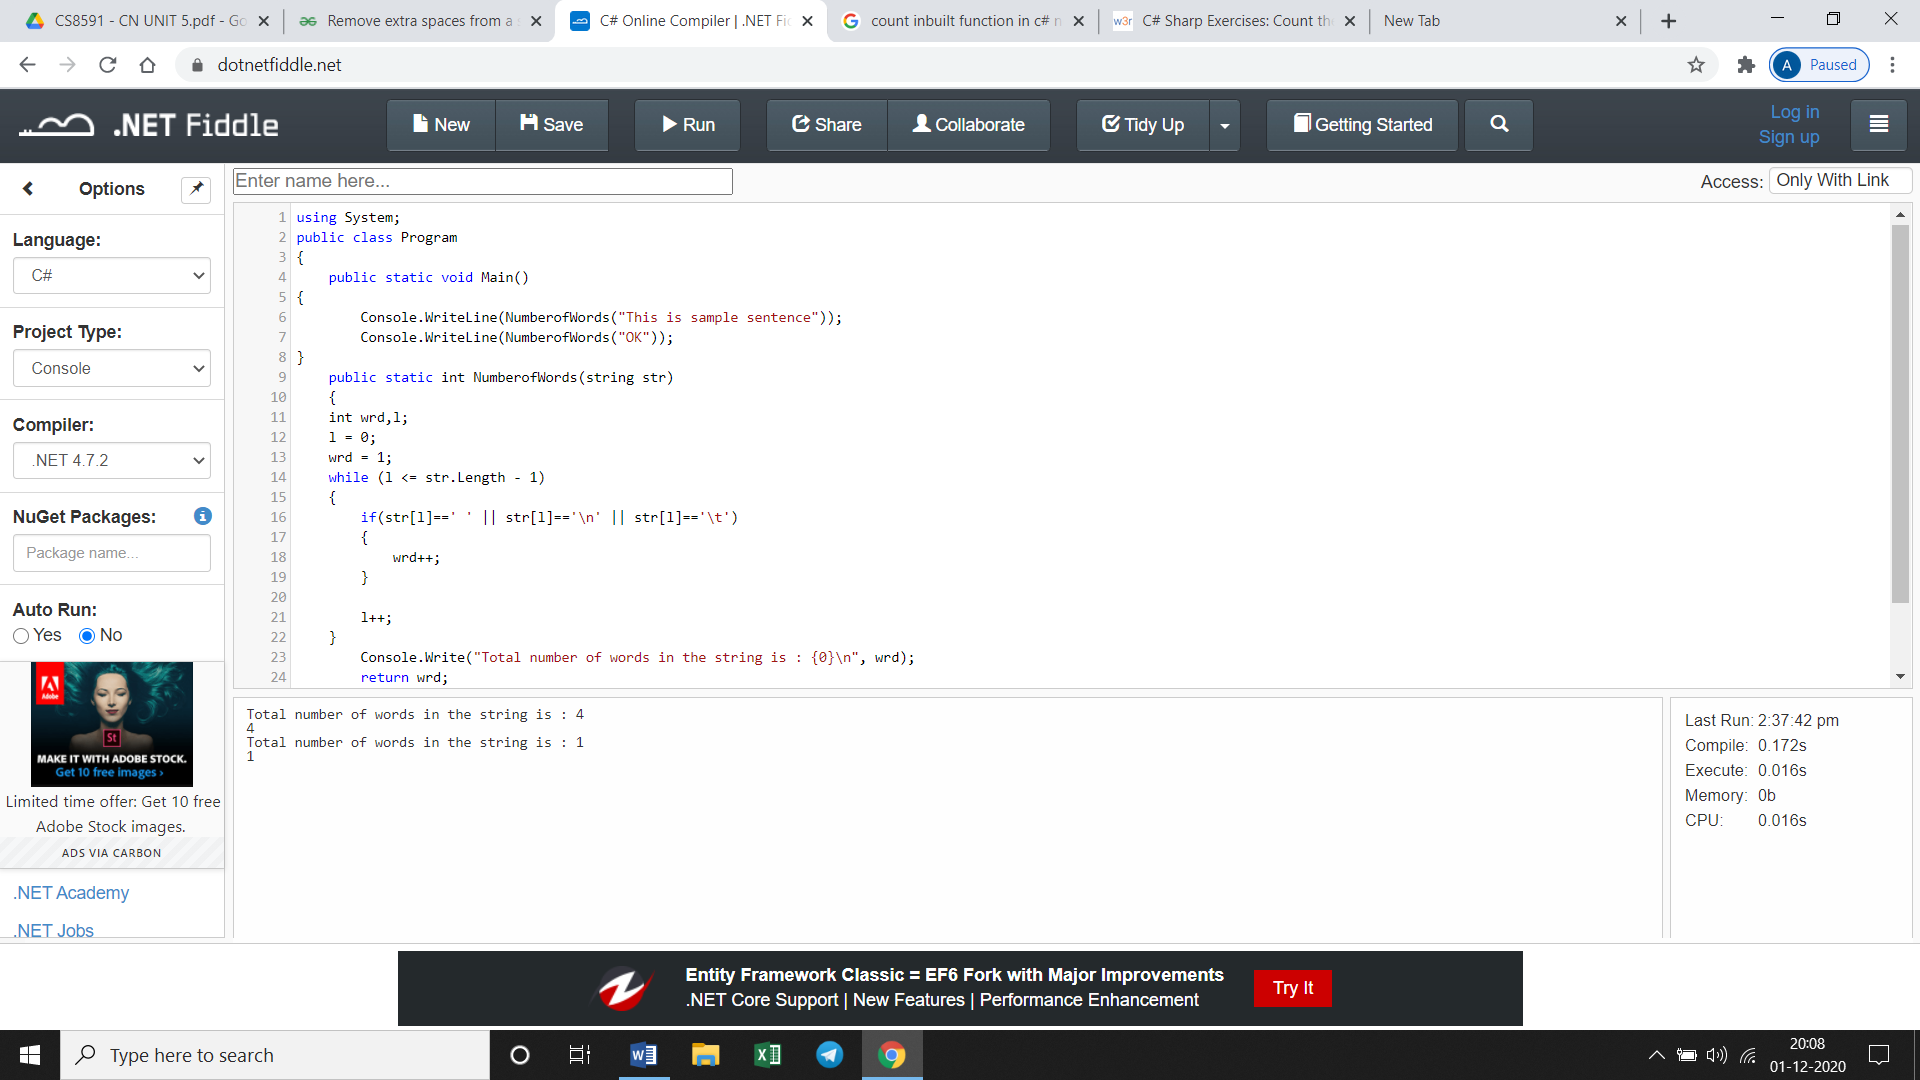 CS8591 - CN UNIT 5.pdf - Go
Remove extra spaces from a s
C# Online Compiler | .NET Fi
count inbuilt function in c# n
w3r C# Sharp Exercises: Count th
New Tab
dotnetfiddle.net
A Paused
.NET Fiddle
New
Save
Run
Share
Collaborate
Tidy Up
Getting Started
Log in
Sign up
Options
Enter name here...
Access: Only With Link
Language:
C#
Project Type:
Console
Compiler:
.NET 4.7.2
NuGet Packages:
Package name...
Auto Run:
Yes No
1 using System;
2 public class Program
3 {
4 public static void Main()
5 {
6 Console.WriteLine(NumberofWords("This is sample sentence"));
7 Console.WriteLine(NumberofWords("OK"));
8 }
9 public static int NumberofWords(string str)
10 {
11 int wrd,l;
12 l = 0;
13 wrd = 1;
14 while (l <= str.Length - 1)
15 {
16 if(str[l]==' ' || str[l]=='\n' || str[l]=='\t')
17 {
18 wrd++;
19 }
20
21 l++;
22 }
23 Console.Write("Total number of words in the string is : {0}\n", wrd);
24 return wrd;
Adobe
St
MAKE IT WITH ADOBE STOCK.
Get 10 free images ›
Limited time offer: Get 10 free
Adobe Stock images.
ADS VIA CARBON
.NET Academy
.NET Jobs
Total number of words in the string is : 4
4
Total number of words in the string is : 1
1
Last Run: 2:37:42 pm
Compile: 0.172s
Execute: 0.016s
Memory: 0b
CPU: 0.016s
Entity Framework Classic = EF6 Fork with Major Improvements
.NET Core Support | New Features | Performance Enhancement
Try It
Type here to search
20:08
01-12-2020